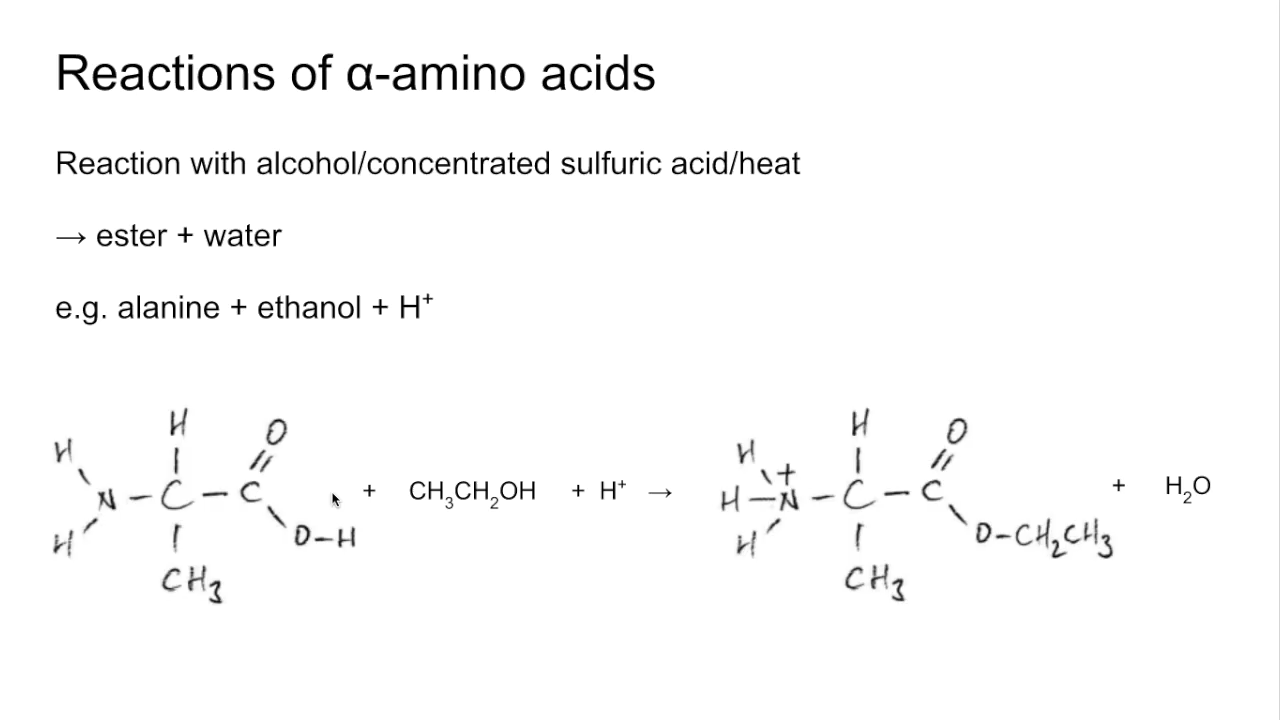 Reactions of α-amino acids
Reaction with alcohol/concentrated sulfuric acid/heat
→ ester + water
e.g. alanine + ethanol + H⁺
H H O
N – C – C + CH₃CH₂OH + H⁺ →
H CH₃ O–H
H H O
H – N⁺ – C – C + H₂O
H CH₃ O–CH₂CH₃